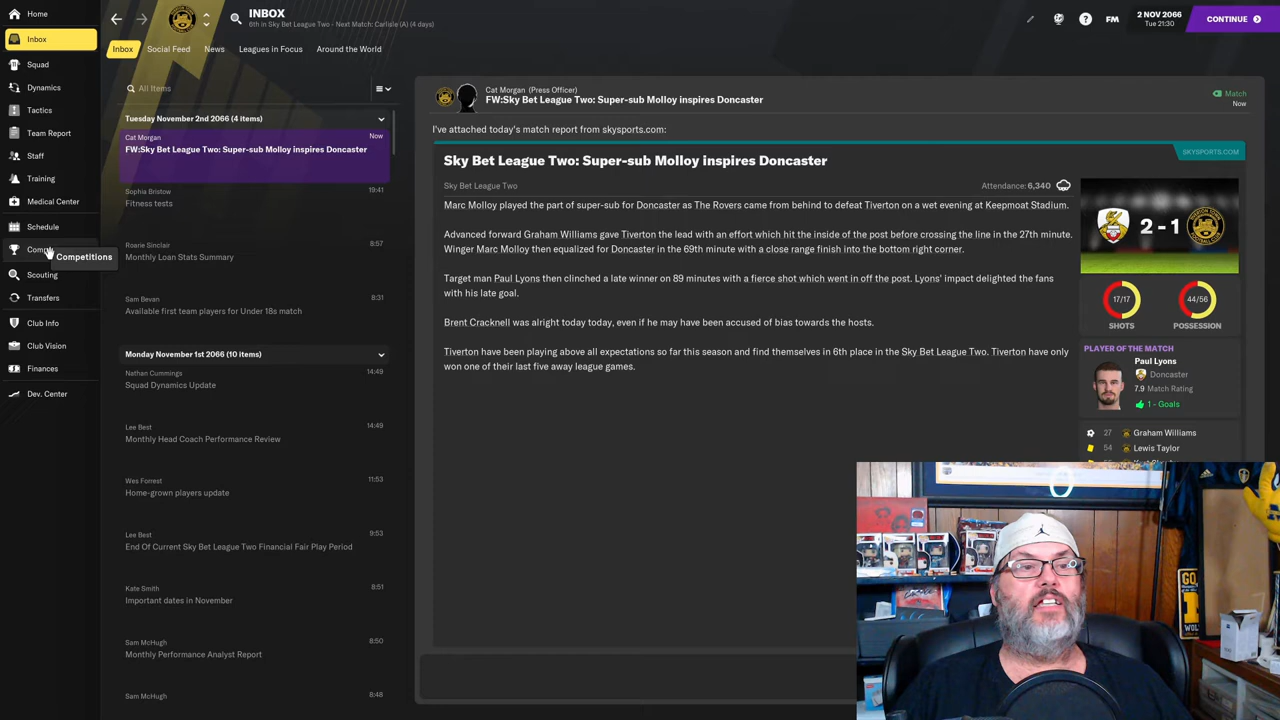 Home
Inbox
Squad
Dynamics
Tactics
Team Report
Staff
Training
Medical Center
Schedule
Competitions
Scouting
Transfers
Club Info
Club Vision
Finances
Dev. Center
INBOX
6th in Sky Bet League Two - Next Match: Carlisle (A) (4 days)
FM
2 NOV 2066
Tue 21:30
CONTINUE
Inbox
Social Feed
News
Leagues in Focus
Around the World
All Items
Tuesday November 2nd 2066 (4 items)
Cat Morgan
Now
FW:Sky Bet League Two: Super-sub Molloy inspires Doncaster
Sophia Bristow
19:41
Fitness tests
Roarie Sinclair
8:57
Monthly Loan Stats Summary
Sam Bevan
8:31
Available first team players for Under 18s match
Monday November 1st 2066 (10 items)
Nathan Cummings
14:49
Squad Dynamics Update
Lee Best
14:49
Monthly Head Coach Performance Review
Wes Forrest
11:53
Home-grown players update
Lee Best
9:53
End Of Current Sky Bet League Two Financial Fair Play Period
Kate Smith
8:51
Important dates in November
Sam McHugh
8:50
Monthly Performance Analyst Report
Sam McHugh
8:48
Cat Morgan (Press Officer)
FW:Sky Bet League Two: Super-sub Molloy inspires Doncaster
Match
Now
I've attached today's match report from skysports.com:
Sky Bet League Two: Super-sub Molloy inspires Doncaster
SKYSPORTS.COM
Sky Bet League Two
Attendance: 6,340
Marc Molloy played the part of super-sub for Doncaster as The Rovers came from behind to defeat Tiverton on a wet evening at Keepmoat Stadium.
Advanced forward Graham Williams gave Tiverton the lead with an effort which hit the inside of the post before crossing the line in the 27th minute.
Winger Marc Molloy then equalized for Doncaster in the 69th minute with a close range finish into the bottom right corner.
Target man Paul Lyons then clinched a late winner on 89 minutes with a fierce shot which went in off the post. Lyons' impact delighted the fans
with his late goal.
Brent Cracknell was alright today today, even if he may have been accused of bias towards the hosts.
Tiverton have been playing above all expectations so far this season and find themselves in 6th place in the Sky Bet League Two. Tiverton have only
won one of their last five away league games.
2 - 1
17/17
SHOTS
44/56
POSSESSION
PLAYER OF THE MATCH
Paul Lyons
Doncaster
7.9 Match Rating
1 - Goals
27 Graham Williams
54 Lewis Taylor